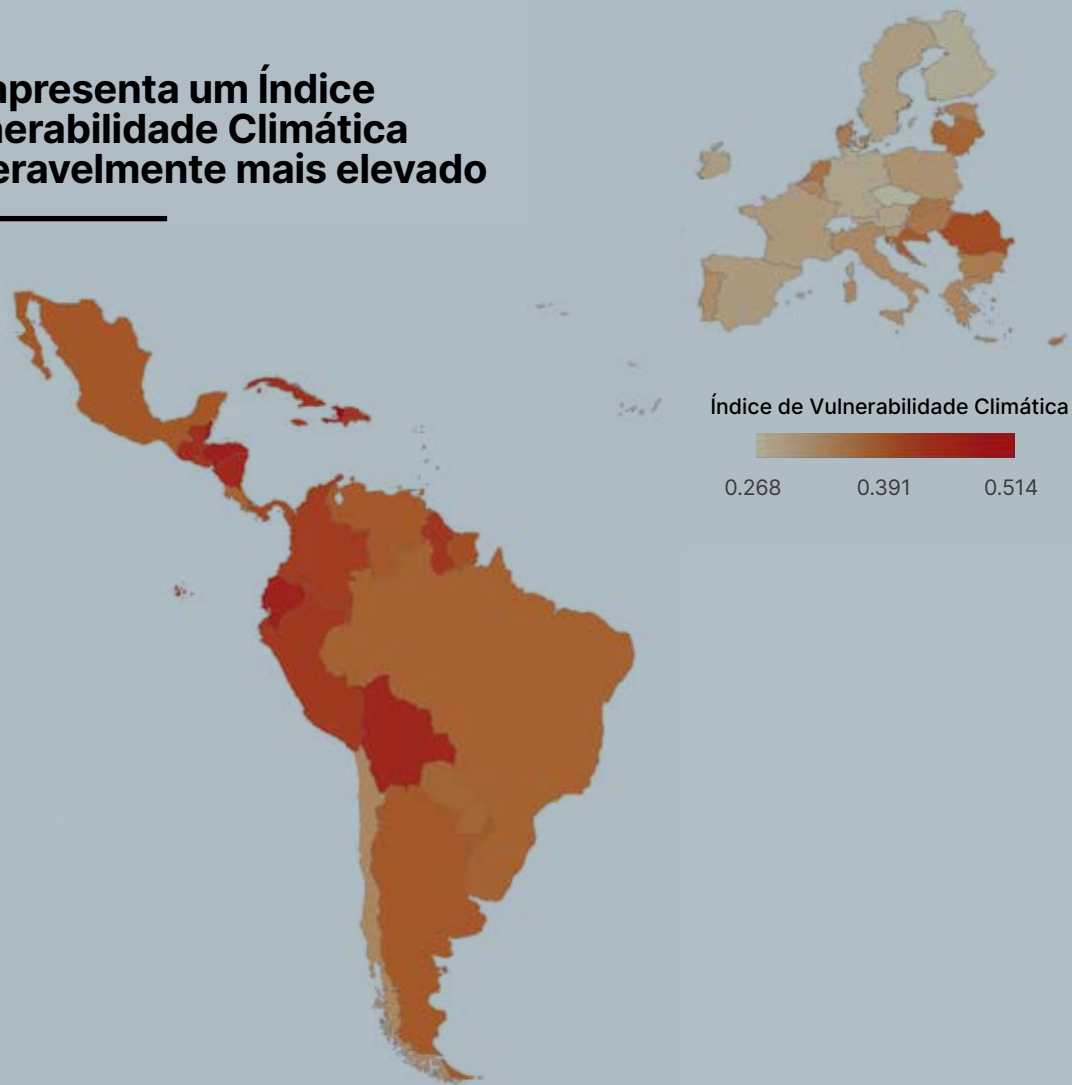 apresenta um Índice
nerabilidade Climática
eravelmente mais elevado
Índice de Vulnerabilidade Climática
0.268 0.391 0.514